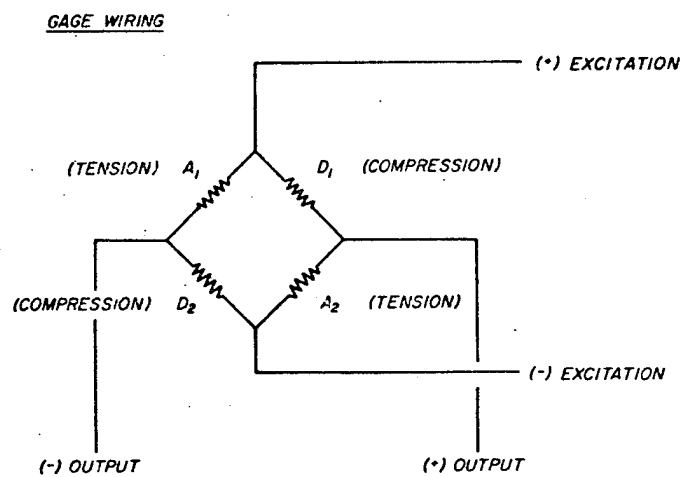 GAGE WIRING
(+) EXCITATION
(TENSION) A₁ D₁ (COMPRESSION)
(COMPRESSION) D₂ A₂ (TENSION)
(-) EXCITATION
(-) OUTPUT (+) OUTPUT